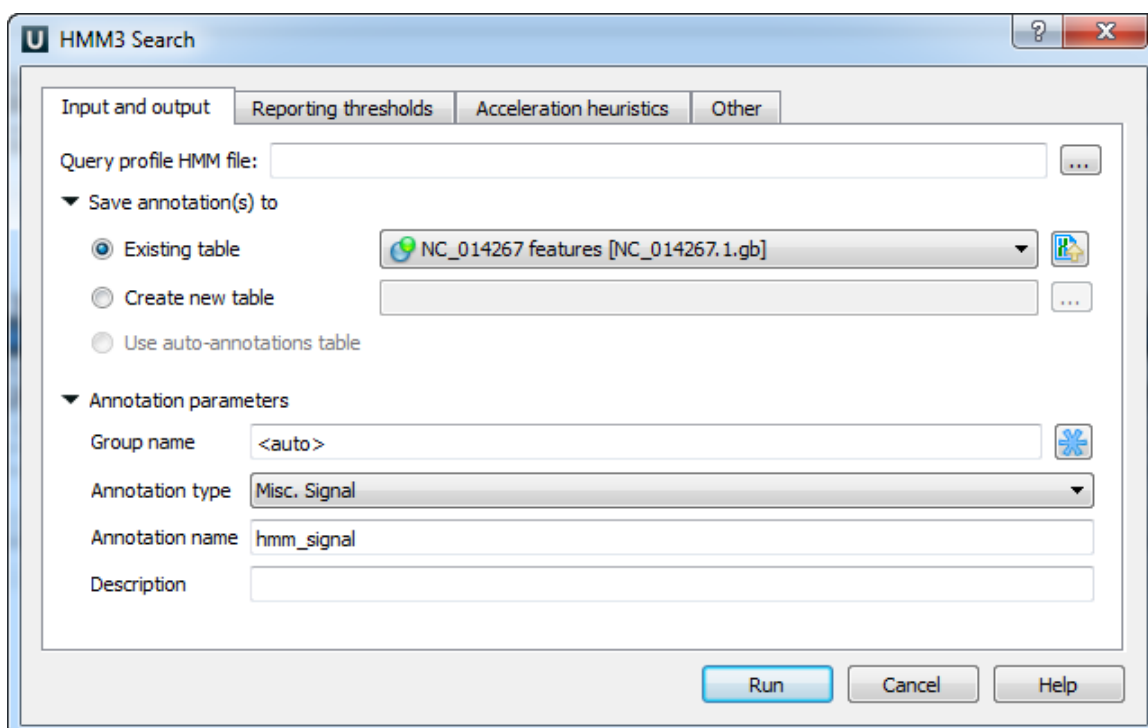 U HMM3 Search ? X
Input and output Reporting thresholds Acceleration heuristics Other
Query profile HMM file: ...
Save annotation(s) to
Existing table NC_014267 features [NC_014267.1.gb]
Create new table ...
Use auto-annotations table
Annotation parameters
Group name <auto>
Annotation type Misc. Signal
Annotation name hmm_signal
Description
Run Cancel Help